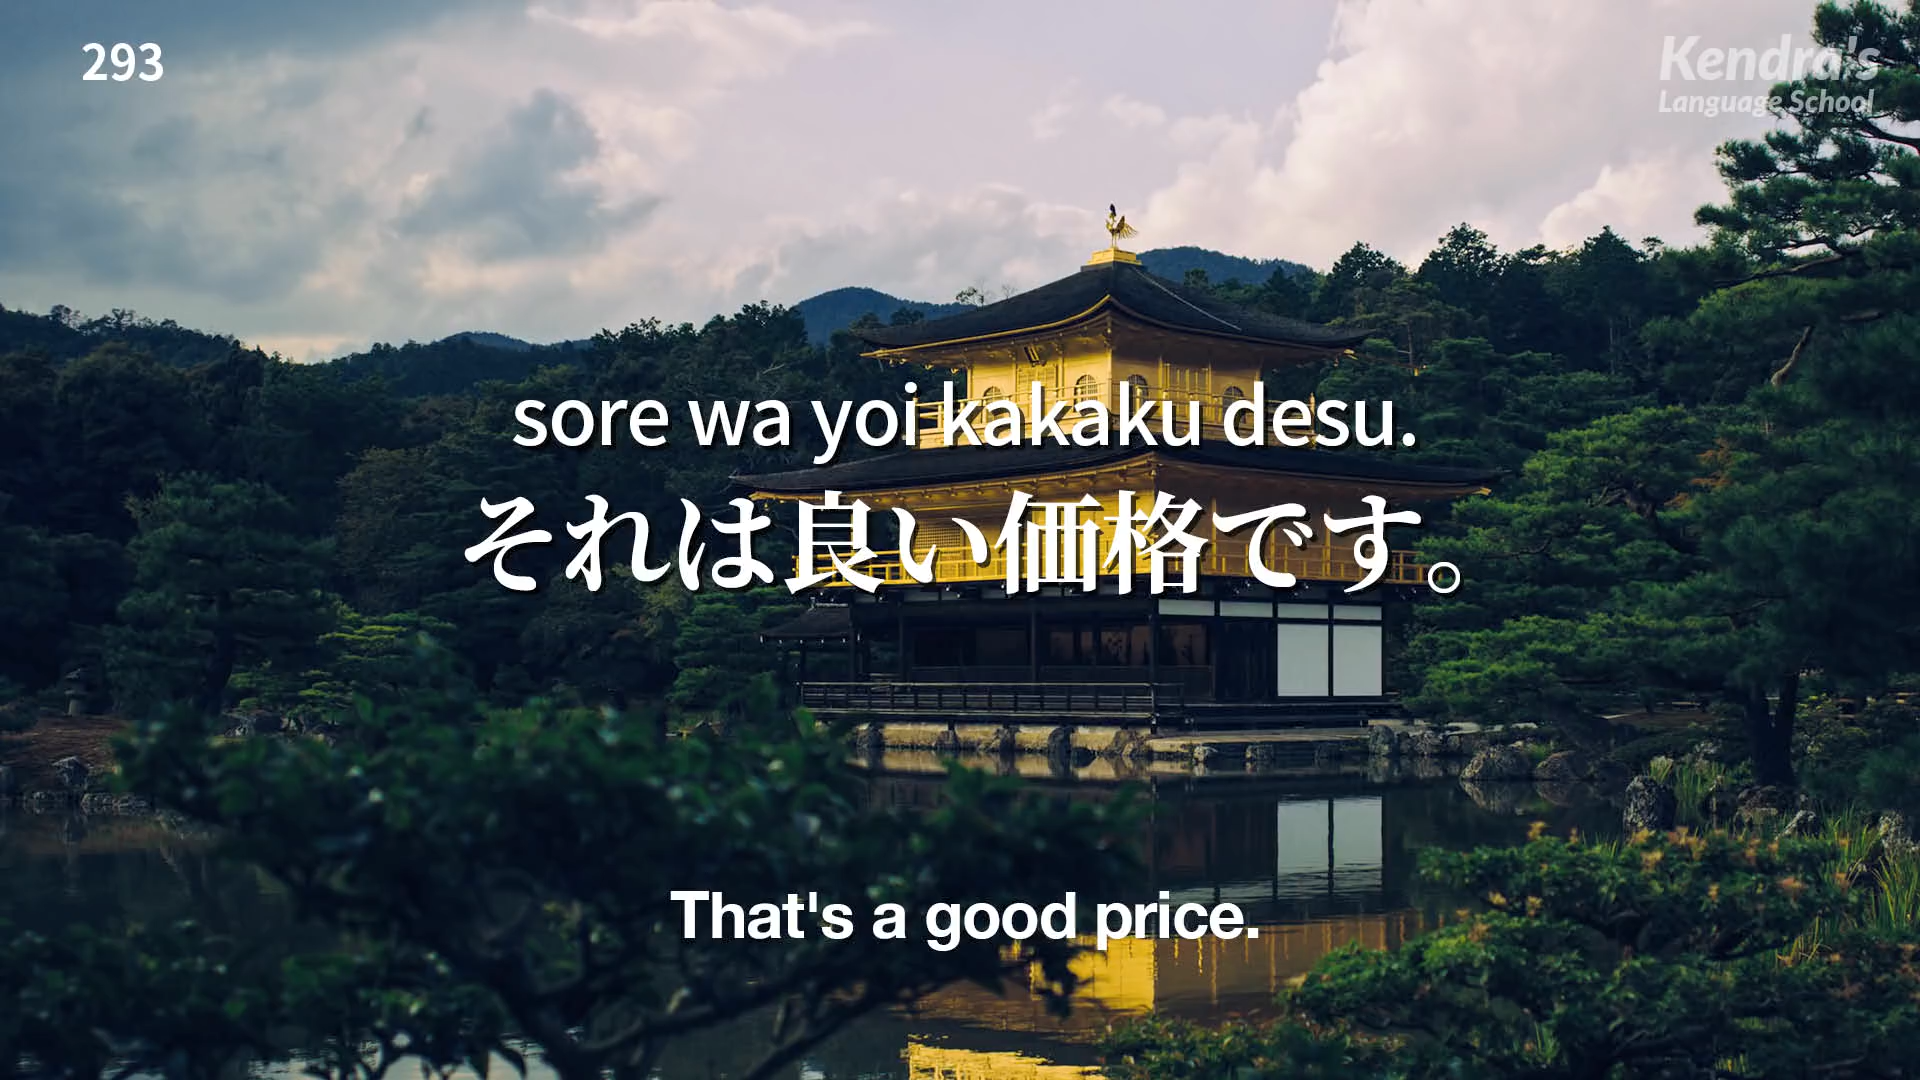 293
Kendra's
Language School
sore wa yoi kakaku desu.
それは良い価格です。
That's a good price.